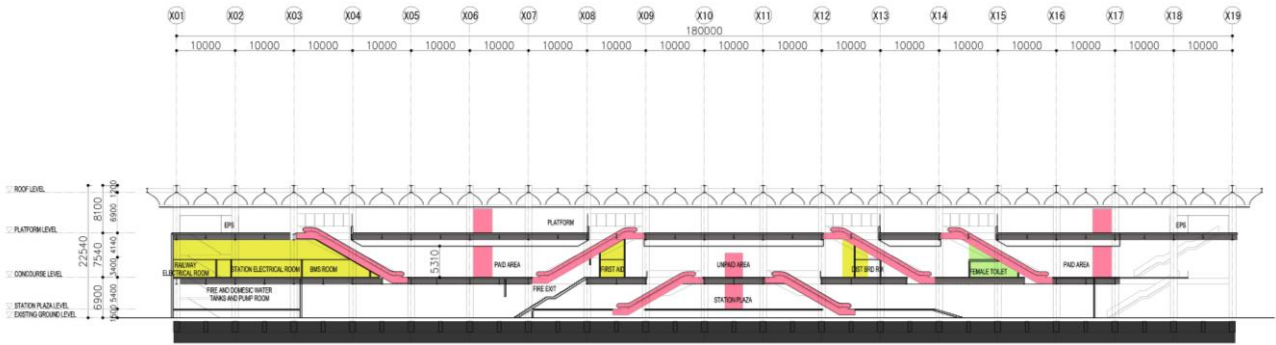 X01 X02 X03 X04 X05 X06 X07 X08 X09 X10 X11 X12 X13 X14 X15 X16 X17 X18 X19
180000
10000 10000 10000 10000 10000 10000 10000 10000 10000 10000 10000 10000 10000 10000 10000 10000 10000 10000
ROOF LEVEL
PLATFORM LEVEL
CONCOURSE LEVEL
STATION PLAZA LEVEL
EXISTING GROUND LEVEL
22540
8100
7540
6900
1200
6900
4140
3400
5400
EPS
PLATFORM
EPS
5310
RAILWAY
ELECTRICAL ROOM
STATION ELECTRICAL ROOM
BMS ROOM
PAID AREA
FIRST AID
UNPAID AREA
DIST BRD RM
FEMALE TOILET
PAID AREA
FIRE AND DOMESIC WATER
TANKS AND PUMP ROOM
FIRE EXIT
STATION PLAZA